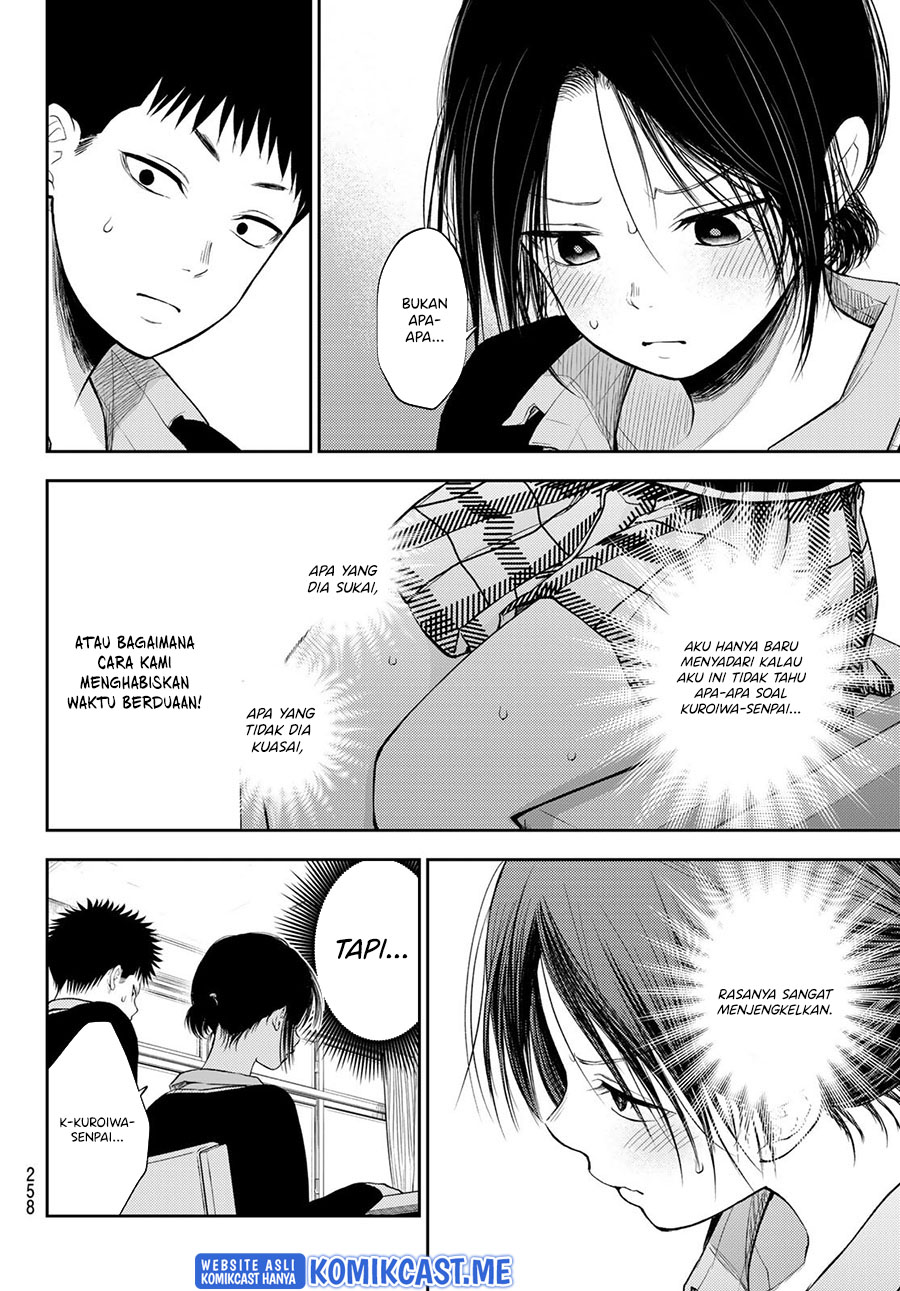 BUKAN
APA-
APA...
AKU HANYA BARU
MENYADARI KALAU
AKU INI TIDAK TAHU
APA-APA SOAL
KUROIWA-SENPAI...
APA YANG
DIA SUKAI,
APA YANG
TIDAK DIA
KUASAI,
ATAU BAGAIMANA
CARA KAMI
MENGHABISKAN
WAKTU BERDUAAN!
RASANYA SANGAT
MENJENGKELKAN.
TAPI...
K-KUROIWA-
SENPAI...
258
WEBSITE ASLI
KOMIKCAST HANYA
KOMIKCAST.ME